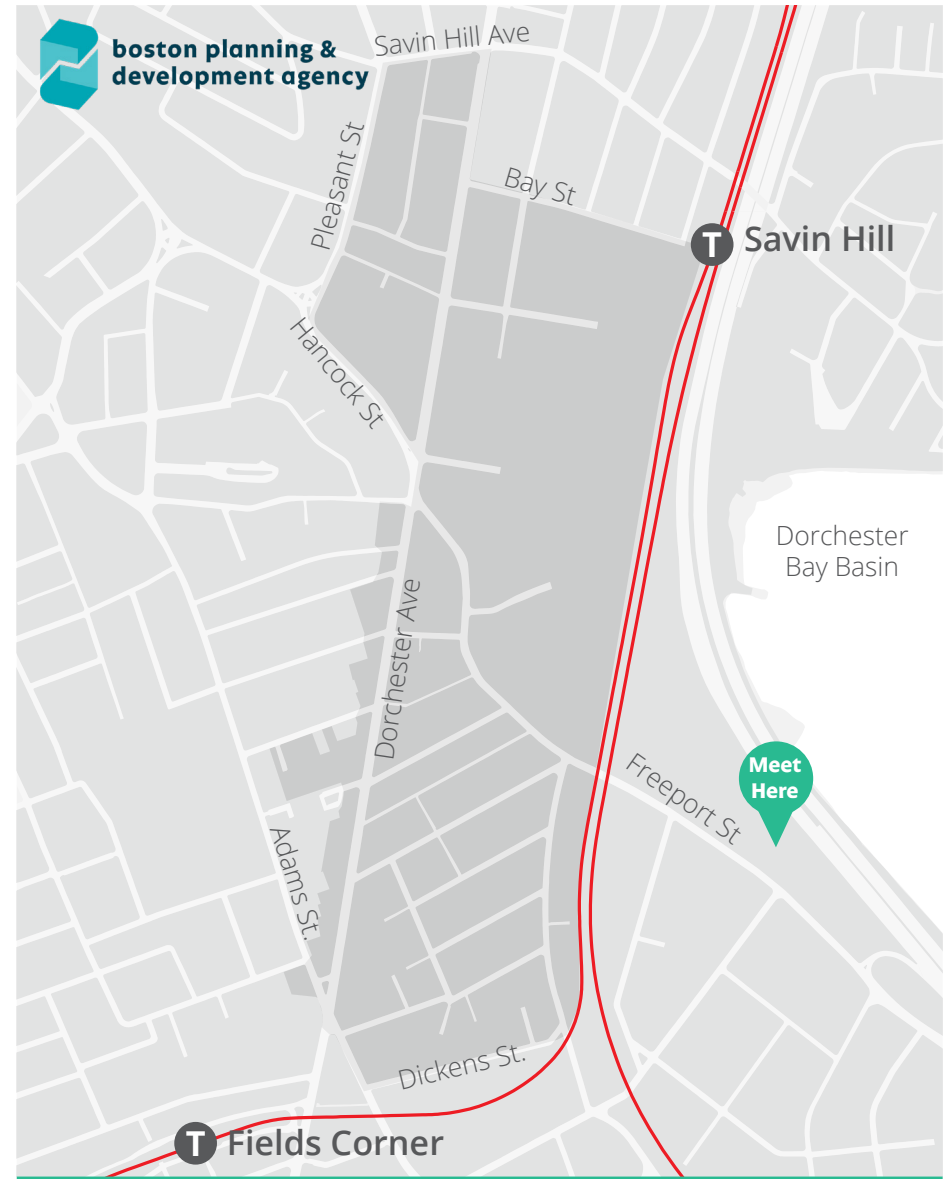 boston planning &
development agency
Savin Hill Ave
Pleasant St
Bay St
T Savin Hill
Hancock St
Dorchester
Bay Basin
Dorchester Ave
Meet
Here
Freeport St
Adams St.
Dickens St.
T Fields Corner